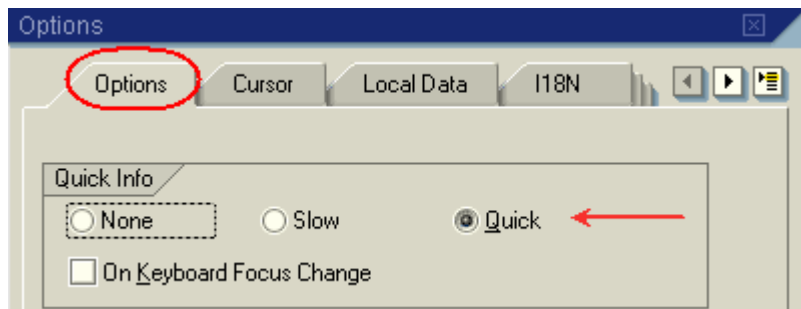 Options
Options Cursor Local Data I18N
Quick Info
None Slow Quick
On Keyboard Focus Change